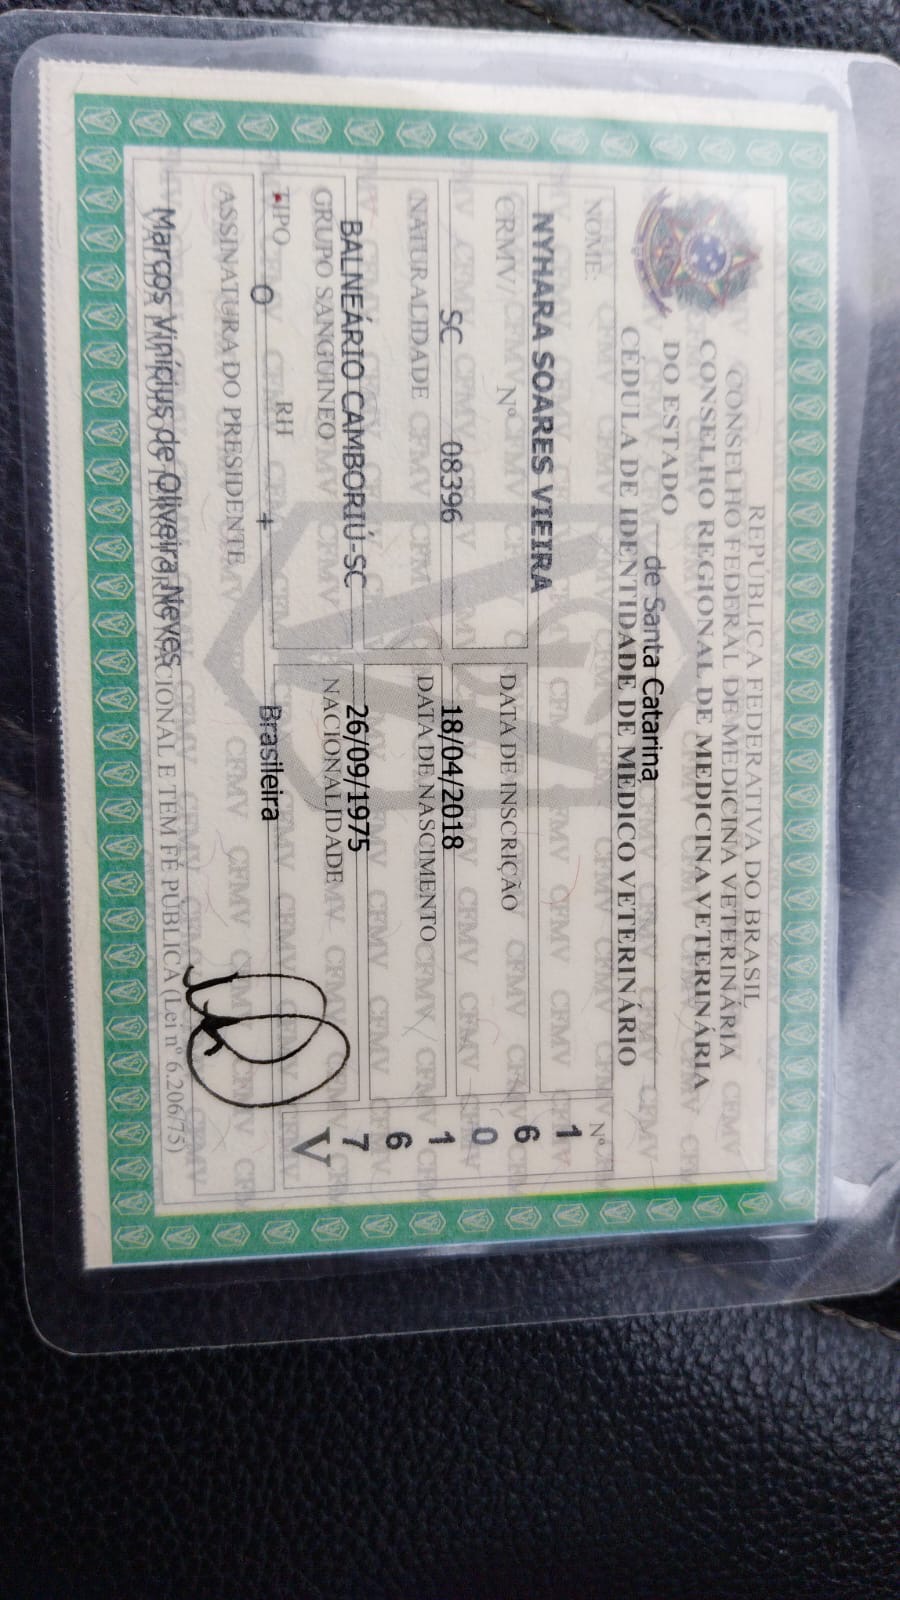 REPÚBLICA FEDERATIVA DO BRASIL
CONSELHO FEDERAL DE MEDICINA VETERINÁRIA
CONSELHO REGIONAL DE MEDICINA VETERINÁRIA
DO ESTADO de Santa Catarina
CÉDULA DE IDENTIDADE DE MÉDICO VETERINÁRIO
NOME:
NYHARA SOARES VIEIRA
CRMV/ Nº DATA DE INSCRIÇÃO
SC 08396 18/04/2018
NATURALIDADE DATA DE NASCIMENTO
BALNEÁRIO CAMBORIÚ-SC 26/09/1975
GRUPO SANGUINEO NACIONALIDADE
TIPO O RH + Brasileira
ASSINATURA DO PRESIDENTE
Marcos Vinícius de Oliveira Neves
CIONAL E TEM FÉ PÚBLICA (Lei nº 6.206/75)
Nº
1
6
0
1
6
7
V